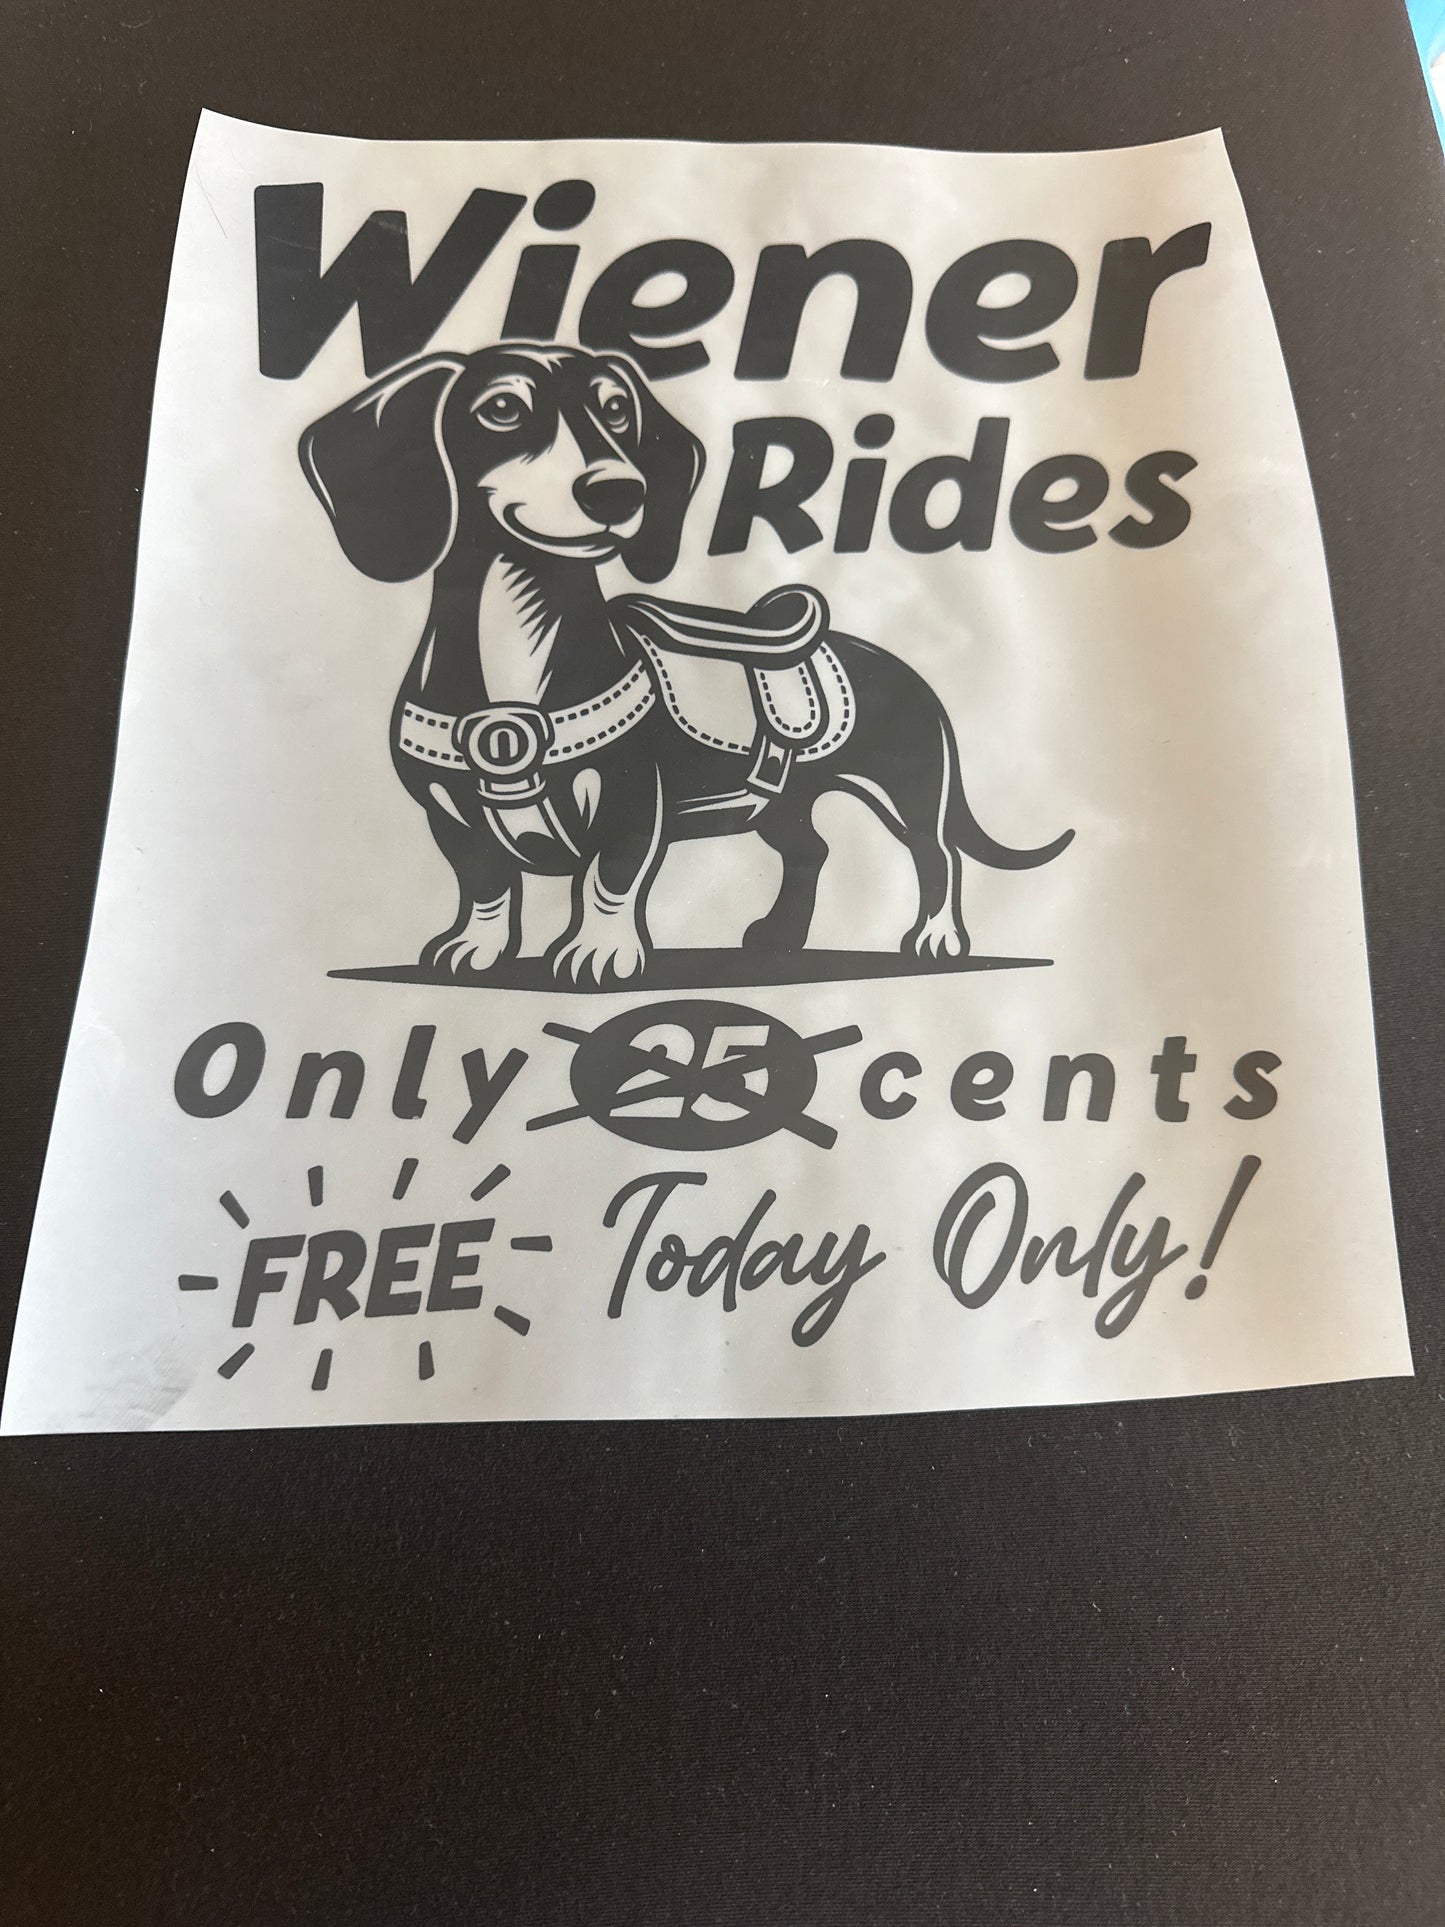 Wiener
Rides
Only 25 cents
FREE Today Only!